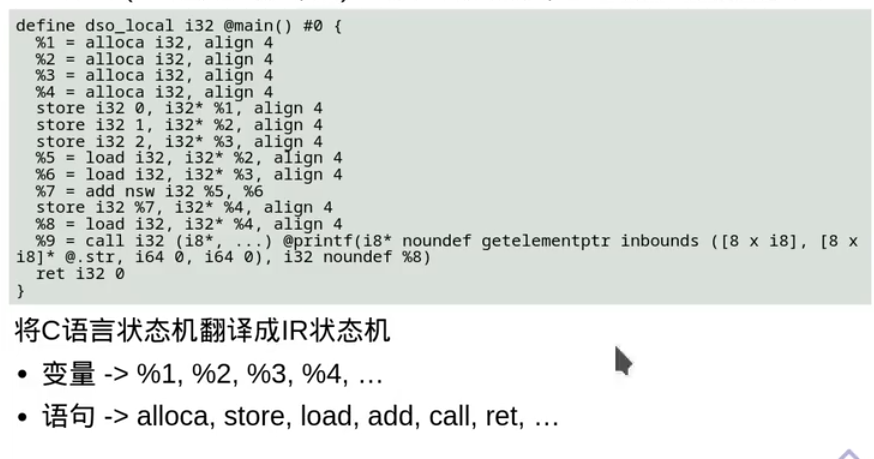 define dso_local i32 @main() #0 {
  %1 = alloca i32, align 4
  %2 = alloca i32, align 4
  %3 = alloca i32, align 4
  %4 = alloca i32, align 4
  store i32 0, i32* %1, align 4
  store i32 1, i32* %2, align 4
  store i32 2, i32* %3, align 4
  %5 = load i32, i32* %2, align 4
  %6 = load i32, i32* %3, align 4
  %7 = add nsw i32 %5, %6
  store i32 %7, i32* %4, align 4
  %8 = load i32, i32* %4, align 4
  %9 = call i32 (i8*, ...) @printf(i8* noundef getelementptr inbounds ([8 x i8], [8 x
i8]* @.str, i64 0, i64 0), i32 noundef %8)
  ret i32 0
}
将C语言状态机翻译成IR状态机
• 变量 -> %1, %2, %3, %4, …
• 语句 -> alloca, store, load, add, call, ret, …